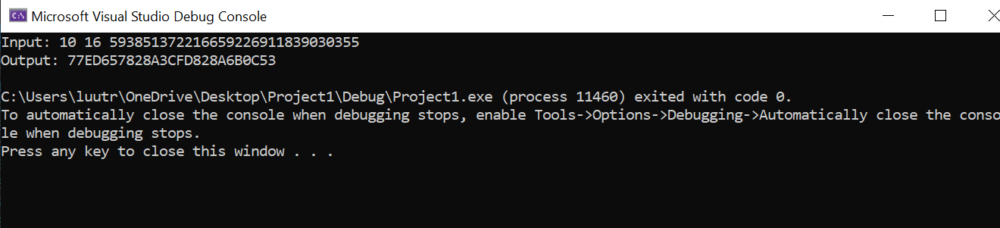 Microsoft Visual Studio Debug Console
Input: 10 16 5938513722166592269118390303​55
Output: 77ED657828A3CFD828A6B0C53
C:\Users\luutr\OneDrive\Desktop\Project1\Debug\Project1.exe (process 11460) exited with code 0.
To automatically close the console when debugging stops, enable Tools->Options->Debugging->Automatically close the conso
le when debugging stops.
Press any key to close this window . . .